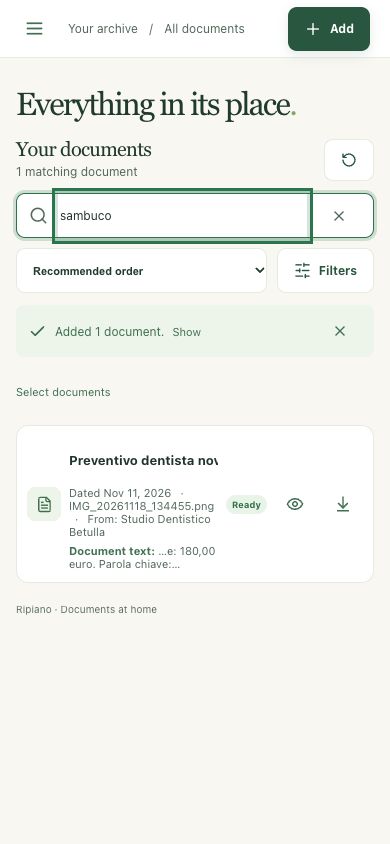 Your archive / All documents
Add
Everything in its place.
Your documents
1 matching document
sambuco
Recommended order
Filters
Added 1 document. Show
Select documents
Preventivo dentista nov
Dated Nov 11, 2026 ·
IMG_20261118_134455.png
· From: Studio Dentistico
Betulla
Ready
Document text: ...e: 180,00
euro. Parola chiave:...
Ripiano · Documents at home